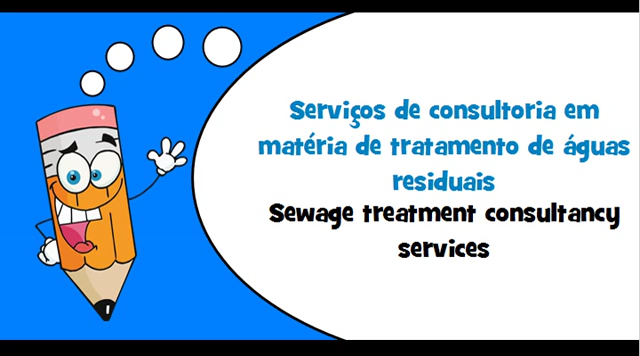 Serviços de consultoria em
matéria de tratamento de águas
residuais
Sewage treatment consultancy
services